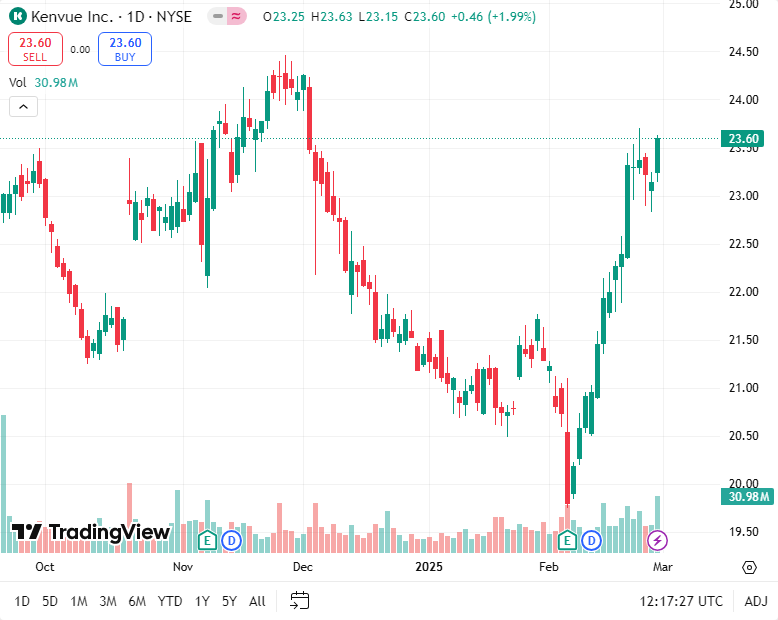 Kenvue Inc. · 1D · NYSE O23.25 H23.63 L23.15 C23.60 +0.46 (+1.99%)
23.60 SELL
0.00
23.60 BUY
Vol 30.98M
25.00
24.50
24.00
23.60
23.50
23.00
22.50
22.00
21.50
21.00
20.50
20.00
30.98M
19.50
TradingView
E
D
E
D
Oct Nov Dec 2025 Feb Mar
1D 5D 1M 3M 6M YTD 1Y 5Y All 12:17:27 UTC ADJ